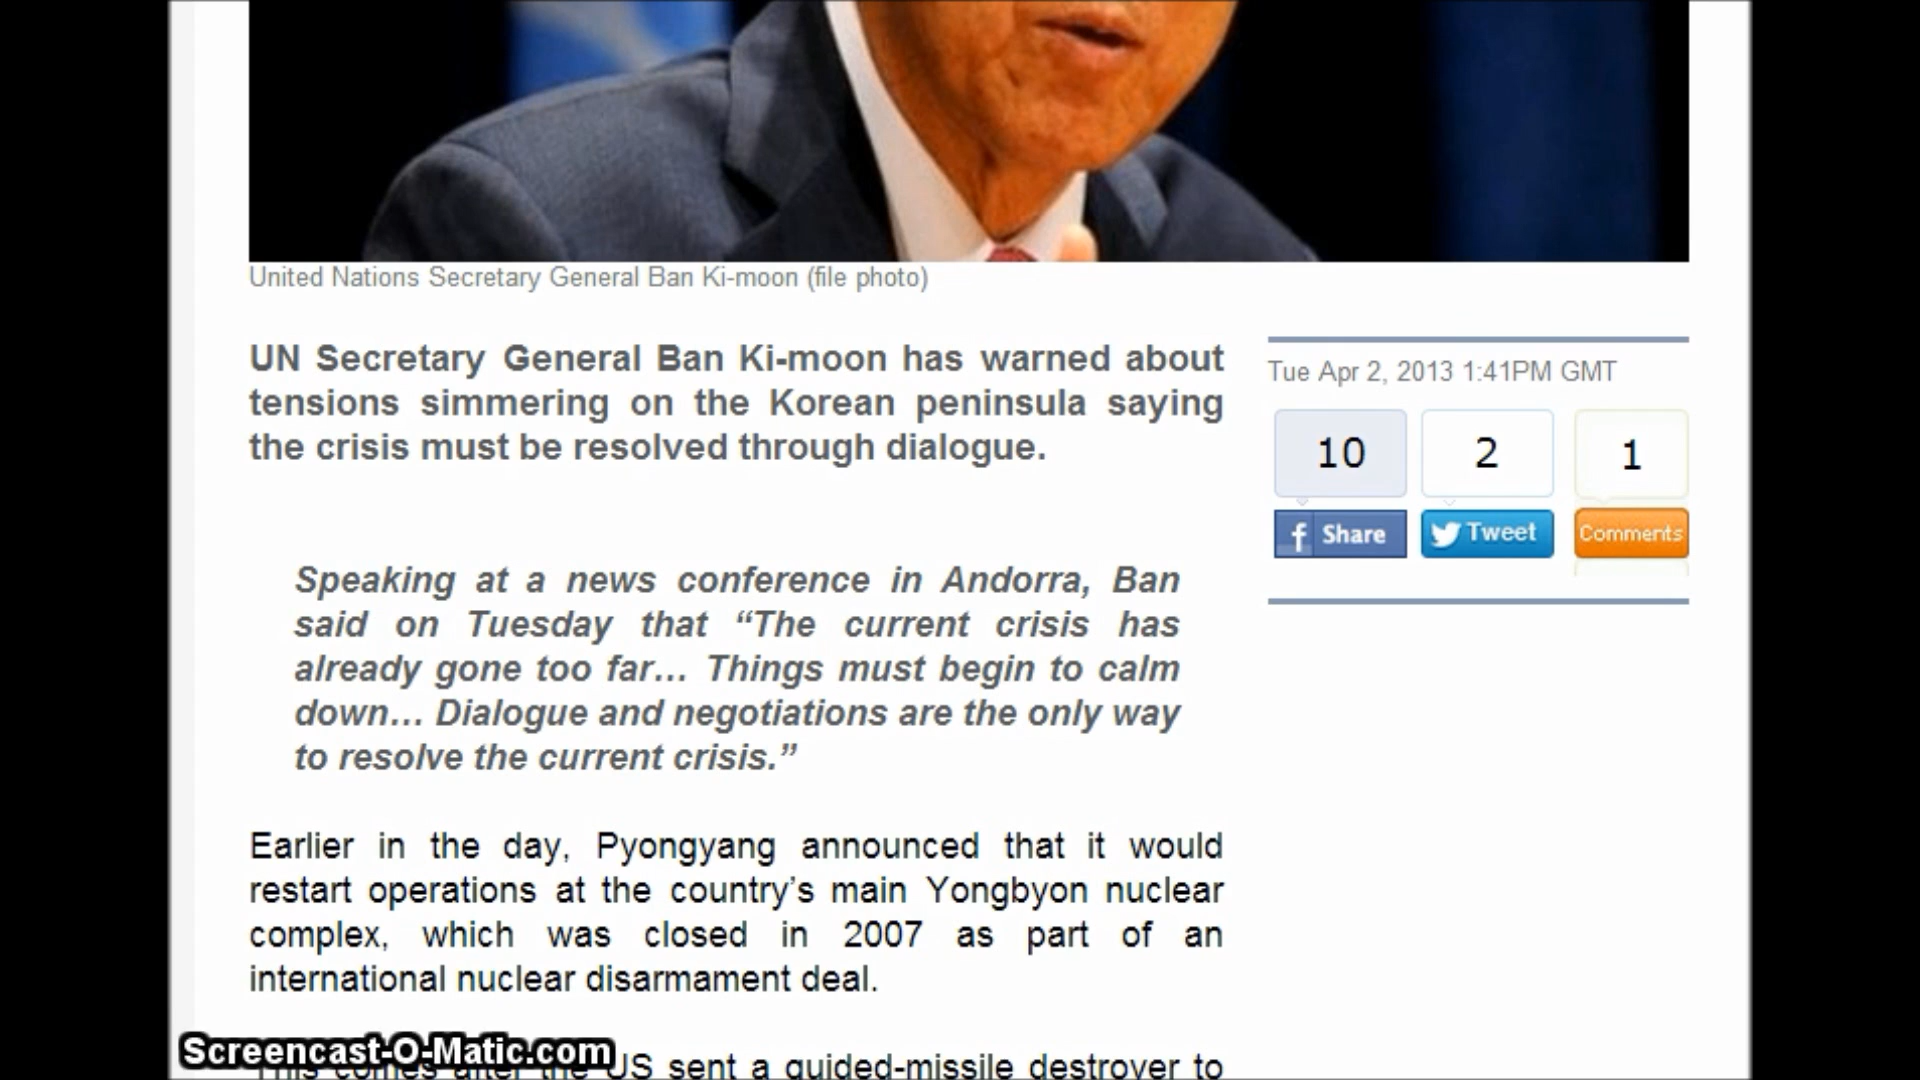 United Nations Secretary General Ban Ki-moon (file photo)
UN Secretary General Ban Ki-moon has warned about
tensions simmering on the Korean peninsula saying
the crisis must be resolved through dialogue.
Tue Apr 2, 2013 1:41PM GMT
10 2 1
Share Tweet Comments
Speaking at a news conference in Andorra, Ban
said on Tuesday that “The current crisis has
already gone too far… Things must begin to calm
down… Dialogue and negotiations are the only way
to resolve the current crisis.”
Earlier in the day, Pyongyang announced that it would
restart operations at the country’s main Yongbyon nuclear
complex, which was closed in 2007 as part of an
international nuclear disarmament deal.
This comes after the US sent a guided-missile destroyer to
Screencast-O-Matic.com